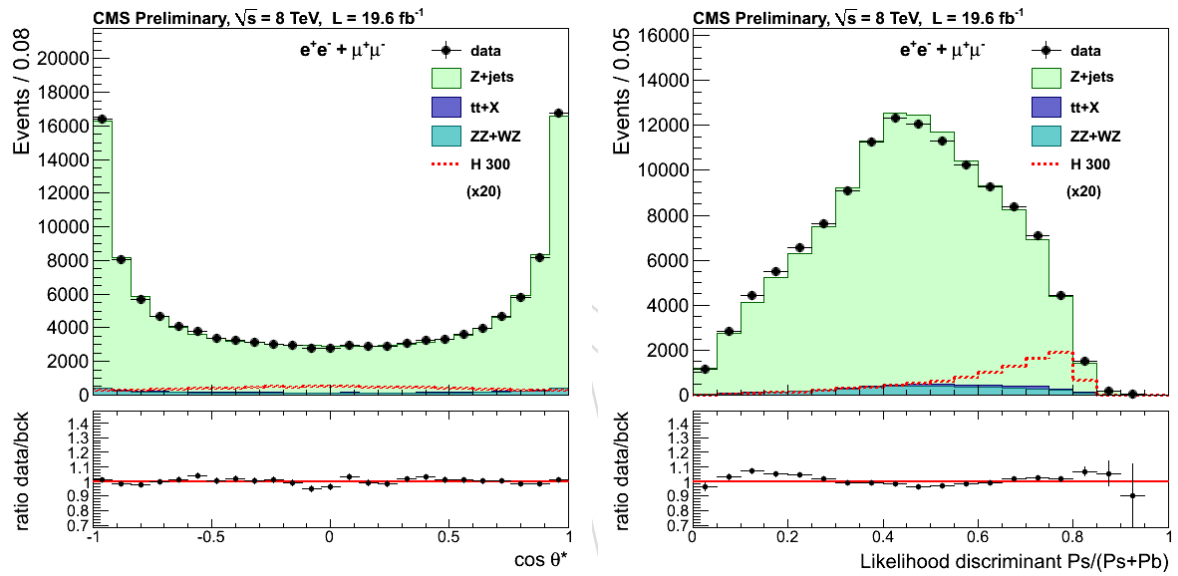 CMS Preliminary, √s = 8 TeV, L = 19.6 fb-1
Events / 0.08
20000
18000
16000
14000
12000
10000
8000
6000
4000
2000
0
e+e- + μ+μ-
data
Z+jets
tt+X
ZZ+WZ
H 300
(x20)
ratio data/bck
1.4
1.3
1.2
1.1
1
0.9
0.8
0.7
-1 -0.5 0 0.5 1
cos θ*
CMS Preliminary, √s = 8 TeV, L = 19.6 fb-1
Events / 0.05
16000
14000
12000
10000
8000
6000
4000
2000
0
e+e- + μ+μ-
data
Z+jets
tt+X
ZZ+WZ
H 300
(x20)
ratio data/bck
1.4
1.3
1.2
1.1
1
0.9
0.8
0.7
0 0.2 0.4 0.6 0.8 1
Likelihood discriminant Ps/(Ps+Pb)